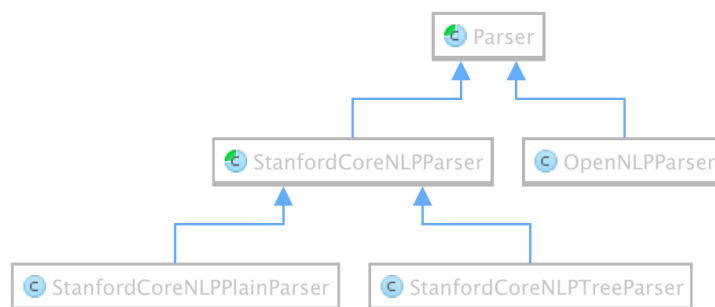 Parser
StanfordCoreNLPParser
OpenNLPParser
StanfordCoreNLPPlainParser
StanfordCoreNLPTreeParser